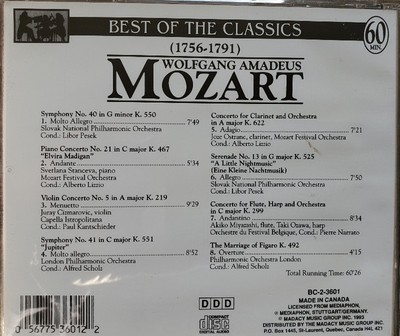 BEST OF THE CLASSICS
60 MIN.
(1756-1791)
WOLFGANG AMADEUS
MOZART
Symphony No. 40 in G minor K. 550
1. Molto Allegro 7'49
Slovak National Philharmonic Orchestra
Cond.: Libor Pesek
Piano Concerto No. 21 in C major K. 467
"Elvira Madigan"
2. Andante 5'34
Svetlana Stanceva, piano
Mozart Festival Orchestra
Cond.: Alberto Lizzio
Violin Concerto No. 5 in A major K. 219
3. Menuetto 9'29
Juray Cizmarovic, violin
Capella Istropolitana
Cond.: Paul Kantschieder
Symphony No. 41 in C major K. 551
"Jupiter"
4. Molto allegro 8'52
London Philharmonic Orchestra
Cond.: Alfred Scholz
Concerto for Clarinet and Orchestra
in A major K. 622
5. Adagio 7'21
Joze Ostranc, clarinet, Mozart Festival Orchestra
Cond.: Alberto Lizzio
Serenade No. 13 in G major K. 525
"A Little Nightmusic"
(Eine Kleine Nachtmusik)
6. Allegro 7'50
Slovak National Philharmonic Orchestra
Cond.: Libor Pesek
Concerto for Flute, Harp and Orchestra
in C major K. 299
7. Andantino 8'34
Akiko Miyazashi, flute, Taki Ozawa, harp
Orchestre du Festival Belgique, Cond.: Pierre Narrato
The Marriage of Figaro K. 492
8. Overture 4'15
Philharmonic Orchestra London
Cond.: Alfred Scholz
Total Running Time: 60'26
0 56775 36012 2
DDD
COMPACT
disc
DIGITAL AUDIO
BC-2-3601
MADE IN CANADA
LICENSED FROM MEDIAPHON,
℗ MEDIAPHON, STUTTGART/GERMANY.
© MADACY MUSIC GROUP INC. 1993
DISTRIBUTED BY THE MADACY MUSIC GROUP INC.
P.O. Box 1445, St-Laurent, Quebec, Canada H4L 4Z1